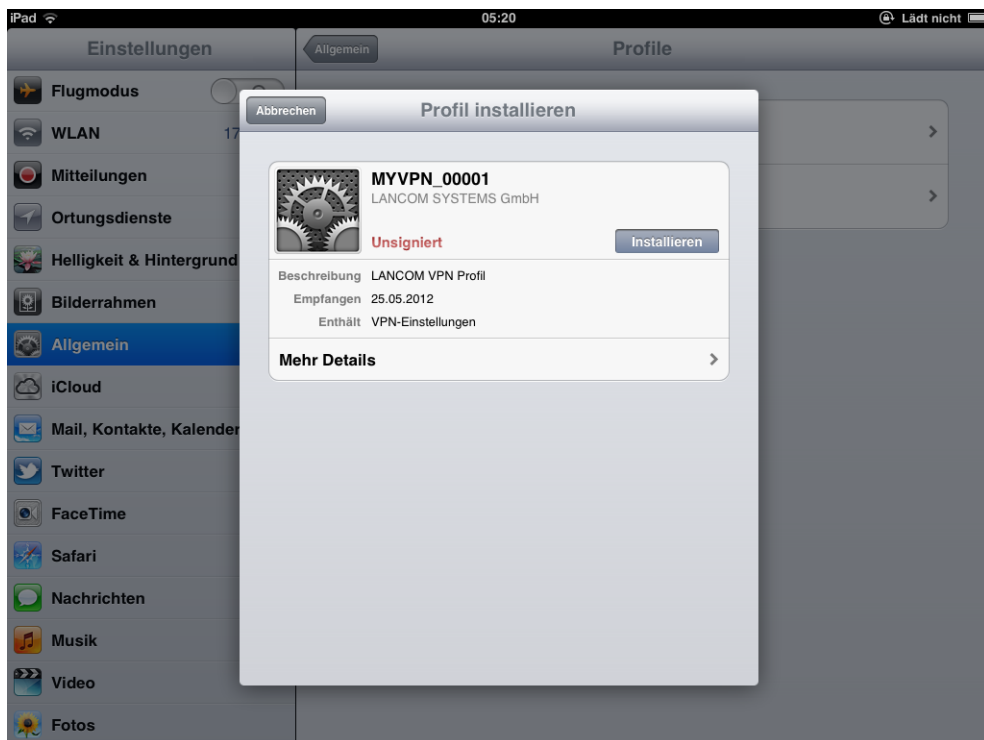 iPad 05:20 Lädt nicht
Einstellungen Allgemein Profile
Flugmodus
WLAN 17
Mitteilungen
Ortungsdienste
Helligkeit & Hintergrund
Bilderrahmen
Allgemein
iCloud
Mail, Kontakte, Kalender
Twitter
FaceTime
Safari
Nachrichten
Musik
Video
Fotos
Abbrechen Profil installieren
MYVPN_00001
LANCOM SYSTEMS GmbH
Unsigniert Installieren
Beschreibung LANCOM VPN Profil
Empfangen 25.05.2012
Enthält VPN-Einstellungen
Mehr Details